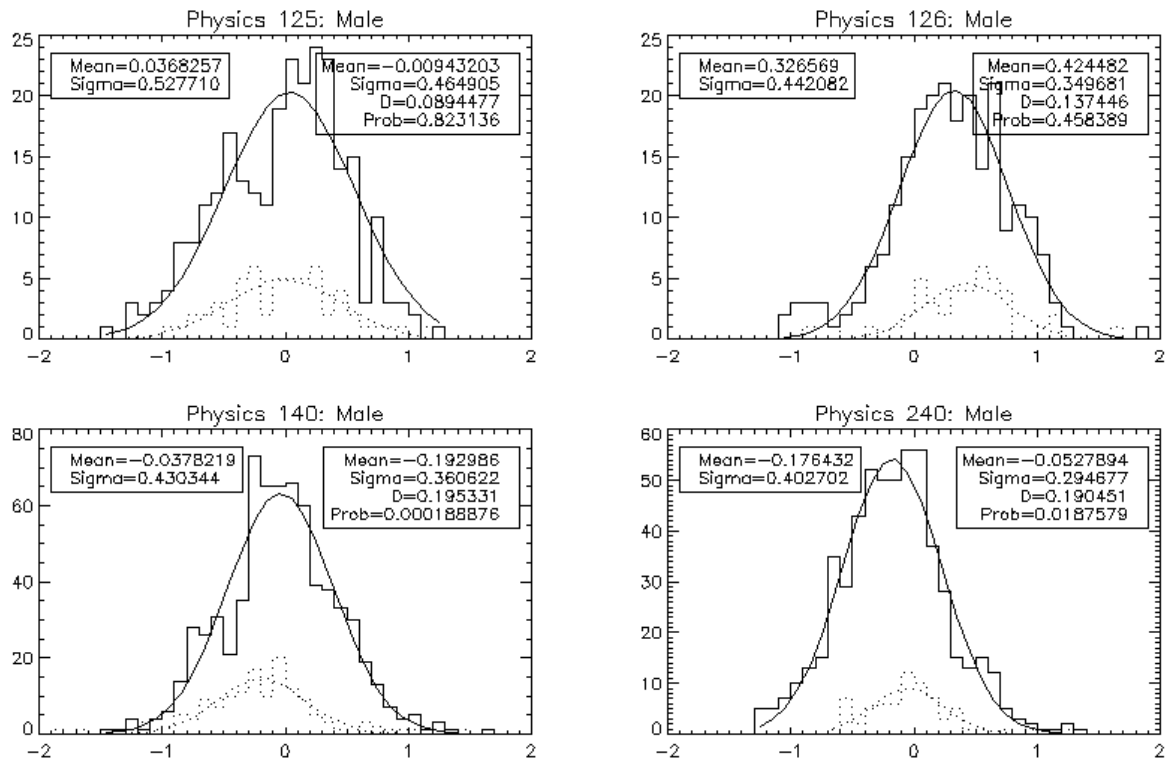 Physics 125: Male
25
20
15
10
5
0
Mean=0.0368257
Sigma=0.527710
Mean=-0.00943203
Sigma=0.464905
D=0.0894477
Prob=0.823136
-2 -1 0 1 2
Physics 126: Male
25
20
15
10
5
0
Mean=0.326569
Sigma=0.442082
Mean=0.424482
Sigma=0.349681
D=0.137446
Prob=0.458389
-2 -1 0 1 2
Physics 140: Male
80
60
40
20
0
Mean=-0.0378219
Sigma=0.430344
Mean=-0.192986
Sigma=0.360622
D=0.195331
Prob=0.000188876
-2 -1 0 1 2
Physics 240: Male
60
50
40
30
20
10
0
Mean=-0.176432
Sigma=0.402702
Mean=-0.0527894
Sigma=0.294677
D=0.190451
Prob=0.0187579
-2 -1 0 1 2